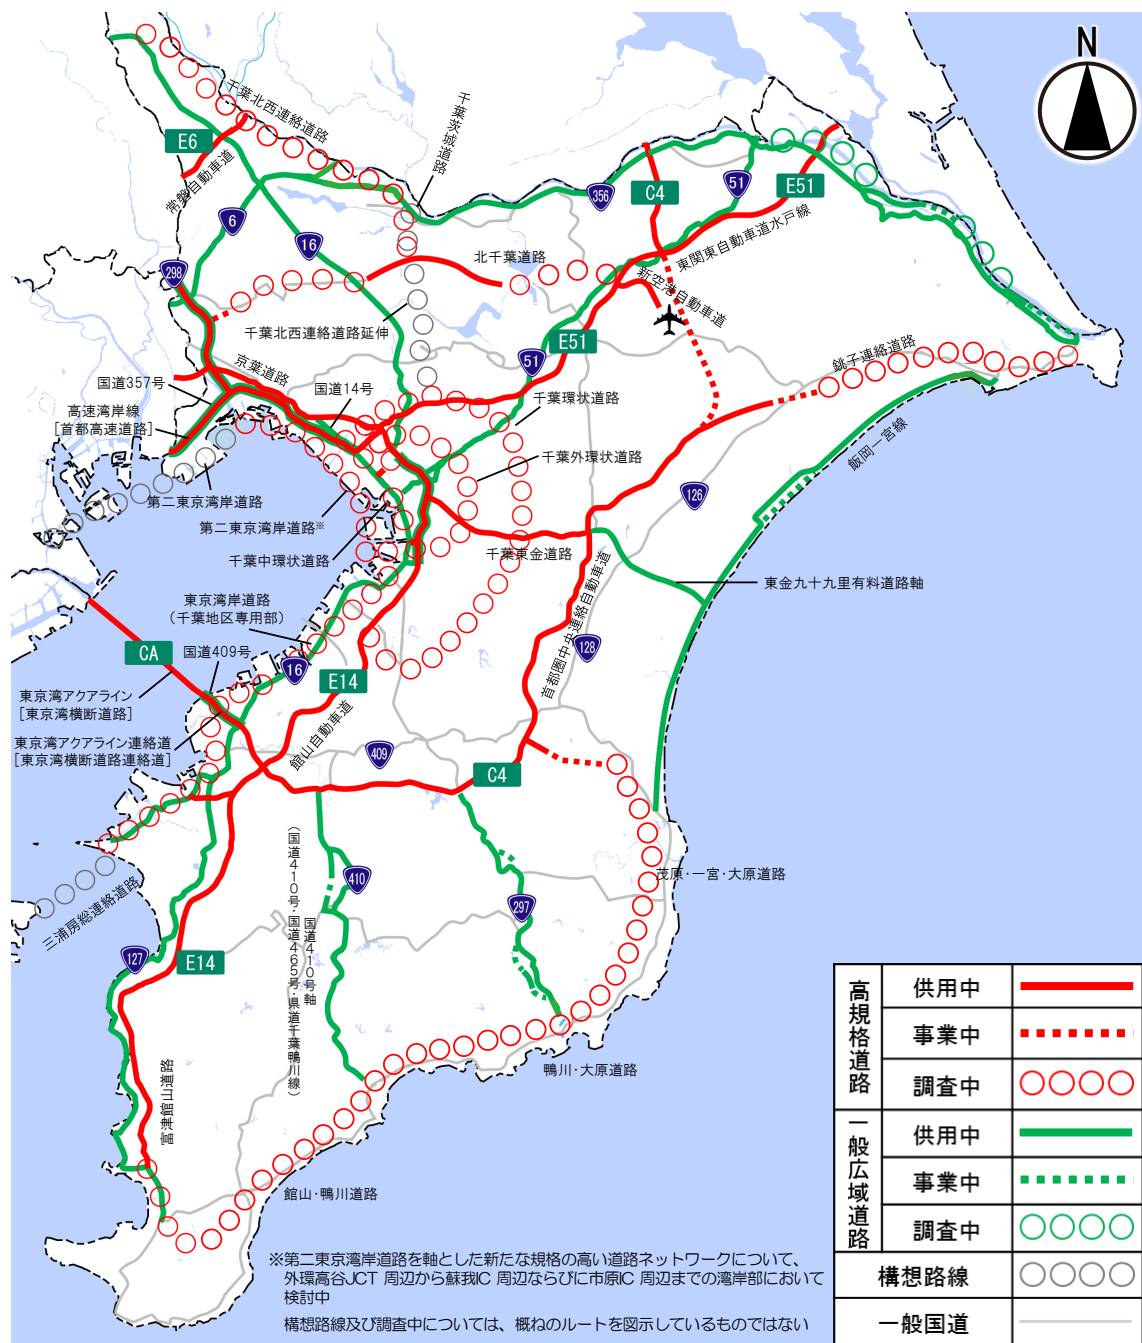 N
千葉北西連絡道路
千葉茨城道路
E6
常磐自動車道
356
C4
51
E51
6
16
北千葉道路
東関東自動車道水戸線
298
新空港自動車道
千葉北西連絡道路延伸
E51
51
京葉道路
国道357号
国道14号
銚子連絡道路
高速湾岸線
[首都高速道路]
千葉環状道路
飯岡一宮線
千葉外環状道路
第二東京湾岸道路
126
第二東京湾岸道路※
千葉中環状道路
千葉東金道路
東金九十九里有料道路軸
東京湾岸道路
(千葉地区専用部)
首都圏中央連絡自動車道
128
CA
国道409号
16
E14
東京湾アクアライン
[東京湾横断道路]
館山自動車道
東京湾アクアライン連絡道
[東京湾横断道路連絡道]
409
C4
茂原・一宮・大原道路
410
297
三浦房総連絡道路
国道410号軸
(国道410号・国道465号・県道千葉鴨川線)
127
E14
鴨川・大原道路
富津館山道路
館山・鴨川道路
高規格道路
供用中
事業中
調査中
一般広域道路
供用中
事業中
調査中
構想路線
一般国道
※第二東京湾岸道路を軸とした新たな規格の高い道路ネットワークについて、
外環高谷JCT 周辺から蘇我IC 周辺ならびに市原IC 周辺までの湾岸部において
検討中
構想路線及び調査中については、概ねのルートを図示しているものではない